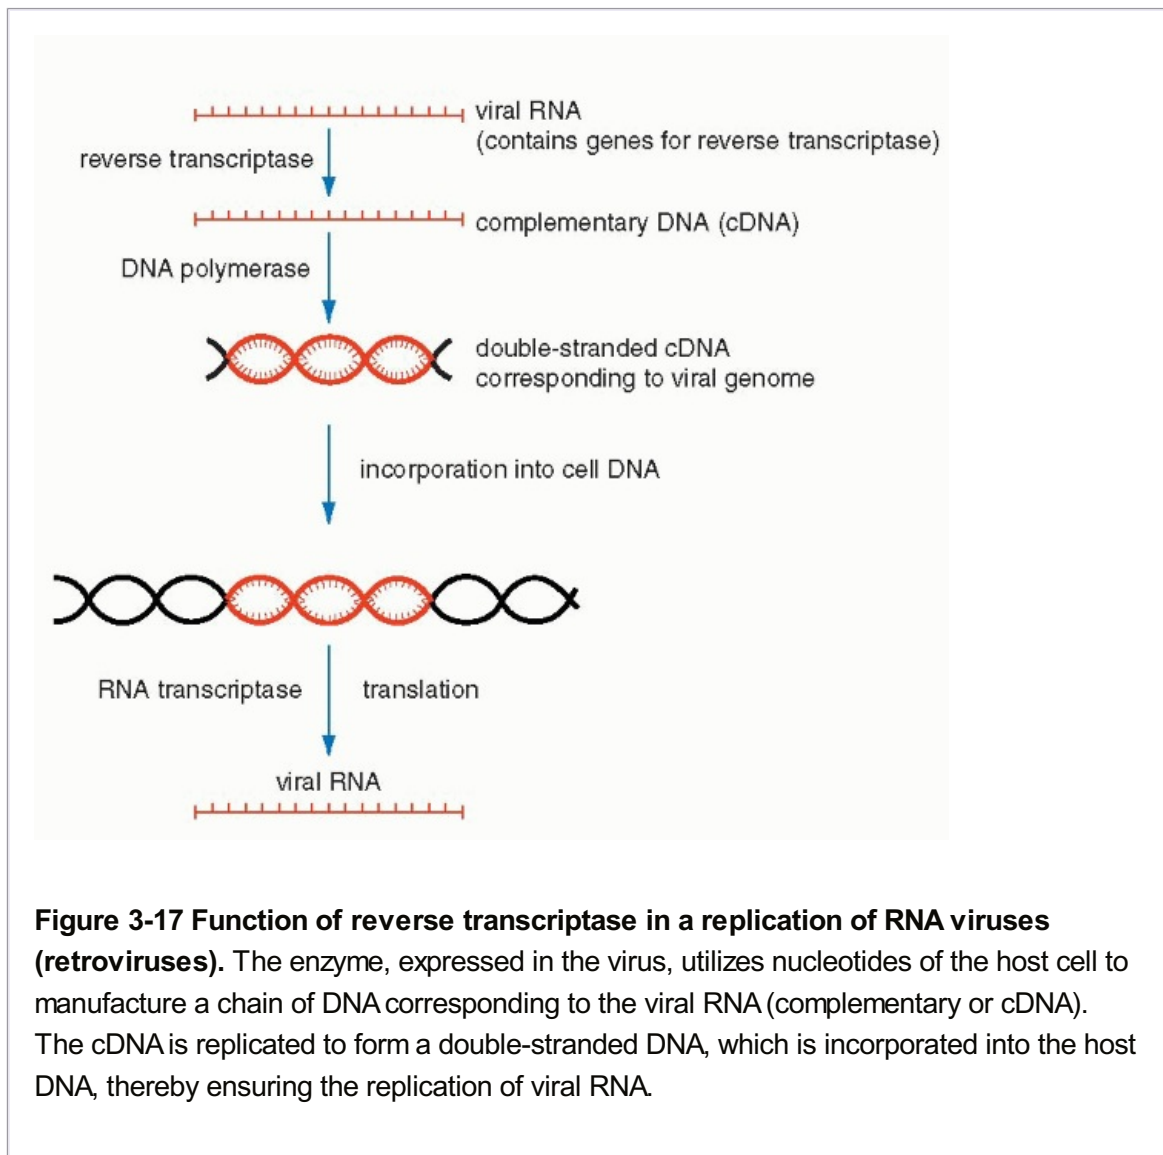 viral RNA
(contains genes for reverse transcriptase)
reverse transcriptase
complementary DNA (cDNA)
DNA polymerase
double-stranded cDNA
corresponding to viral genome
incorporation into cell DNA
RNA transcriptase
translation
viral RNA
Figure 3-17 Function of reverse transcriptase in a replication of RNA viruses
(retroviruses). The enzyme, expressed in the virus, utilizes nucleotides of the host cell to
manufacture a chain of DNA corresponding to the viral RNA (complementary or cDNA).
The cDNA is replicated to form a double-stranded DNA, which is incorporated into the host
DNA, thereby ensuring the replication of viral RNA.